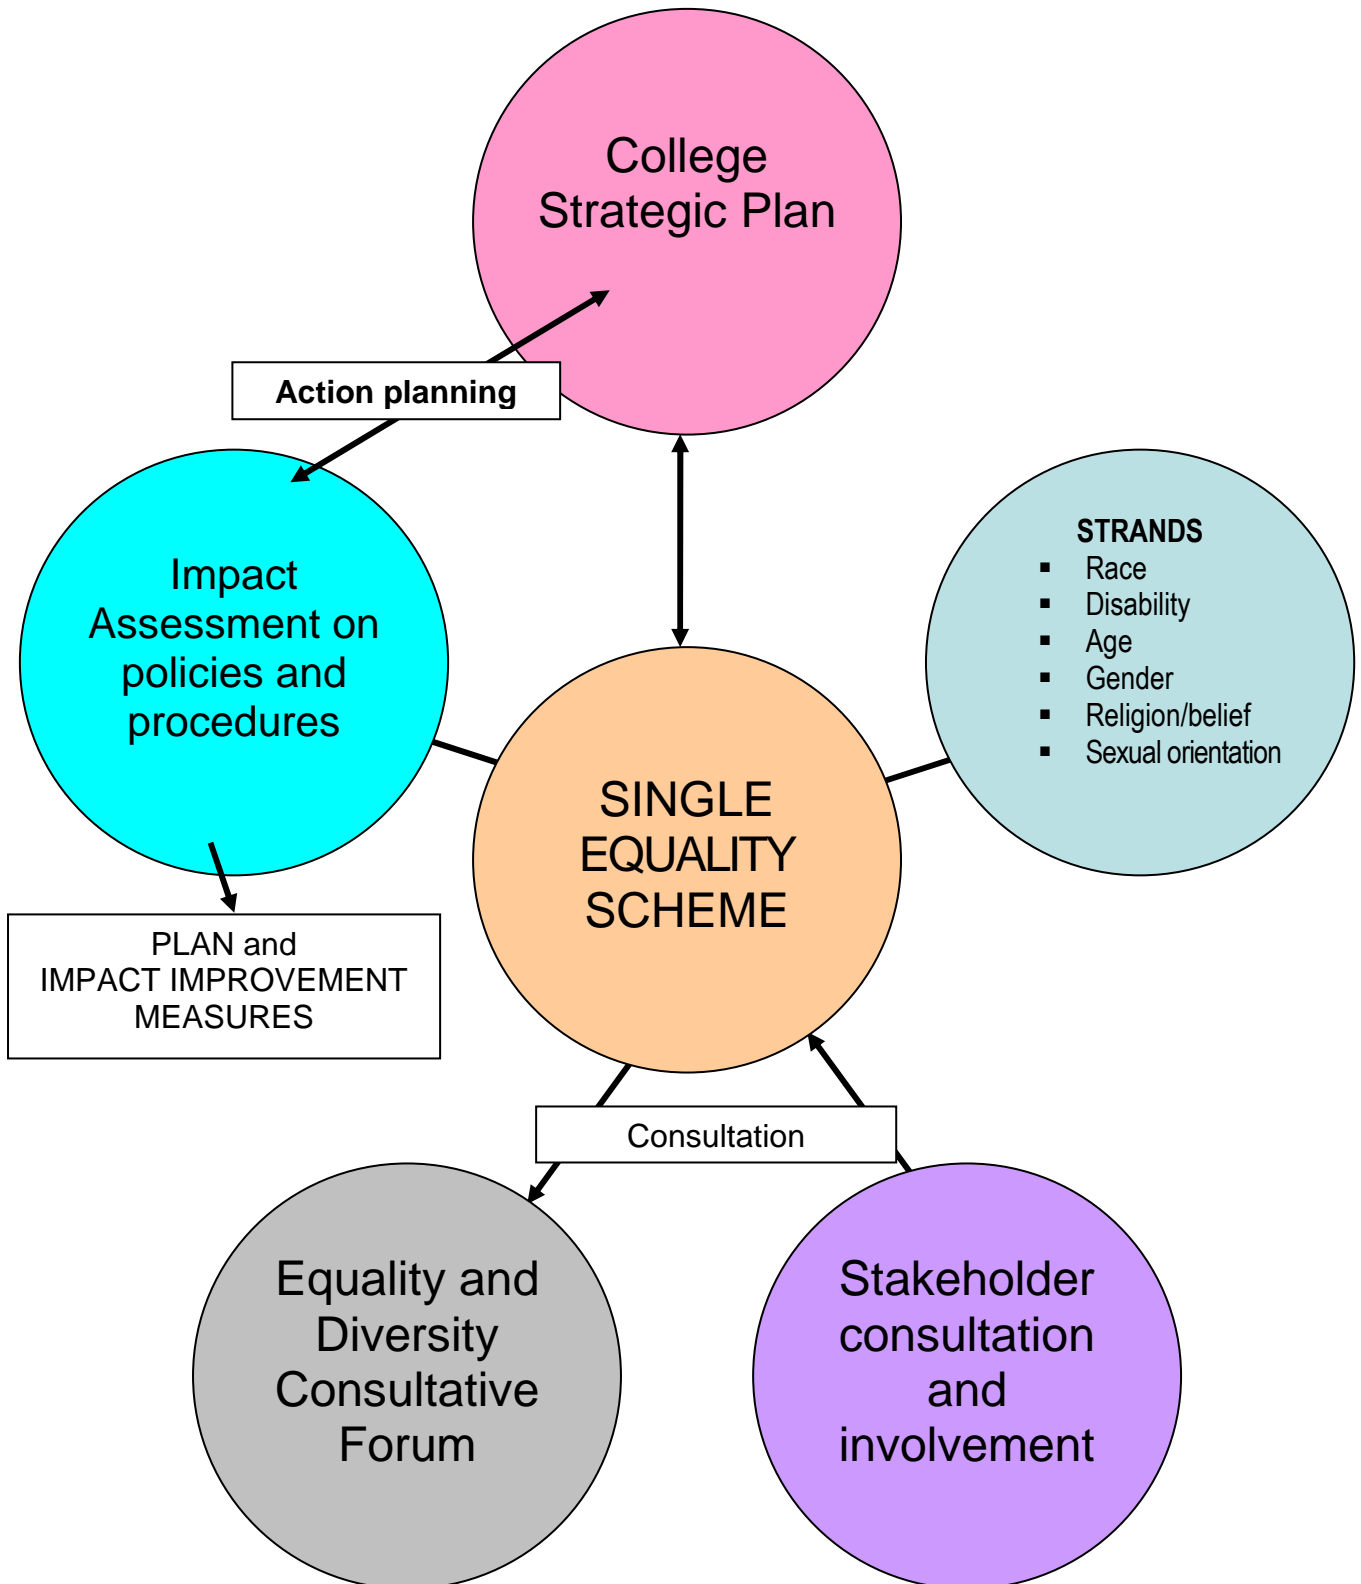 College
Strategic Plan
Action planning
Impact
Assessment on
policies and
procedures
STRANDS
▪ Race
▪ Disability
▪ Age
▪ Gender
▪ Religion/belief
▪ Sexual orientation
SINGLE
EQUALITY
SCHEME
PLAN and
IMPACT IMPROVEMENT
MEASURES
Consultation
Equality and
Diversity
Consultative
Forum
Stakeholder
consultation
and
involvement